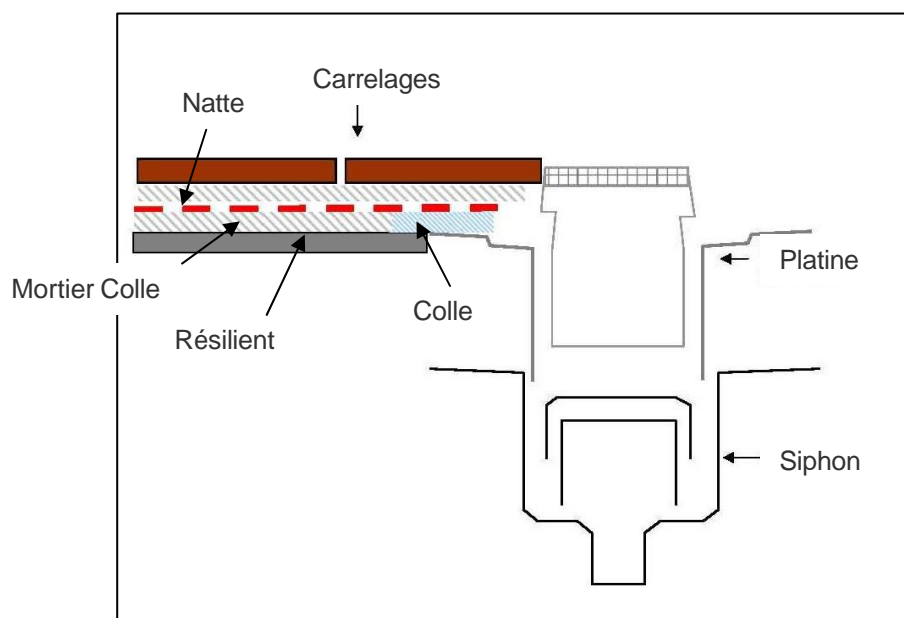 Carrelages
Natte
Platine
Mortier Colle
Colle
Résilient
Siphon